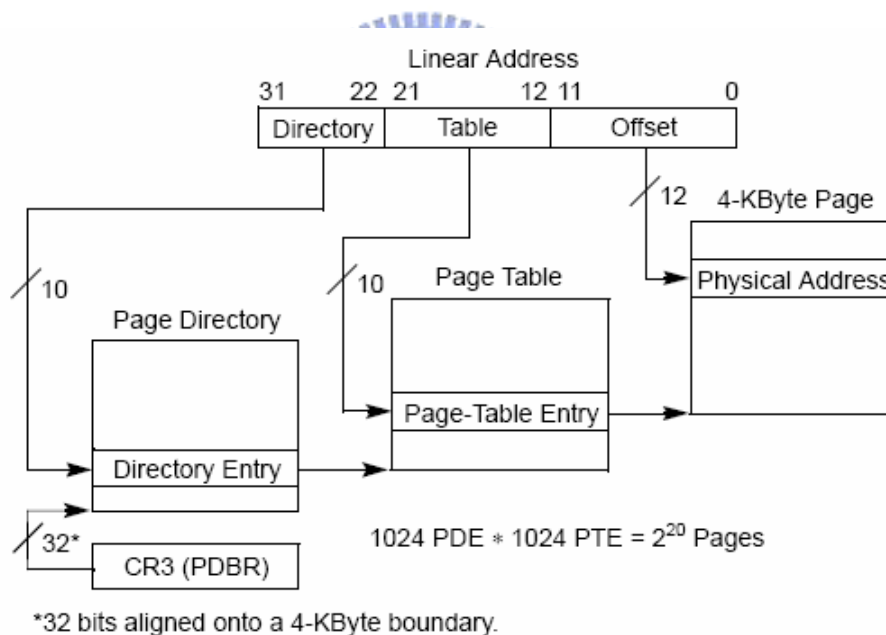 Linear Address
31 22 21 12 11 0
Directory Table Offset
12
4-KByte Page
10
10
Page Table
Physical Address
Page Directory
Page-Table Entry
Directory Entry
32*
1024 PDE * 1024 PTE = 2²⁰ Pages
CR3 (PDBR)
*32 bits aligned onto a 4-KByte boundary.